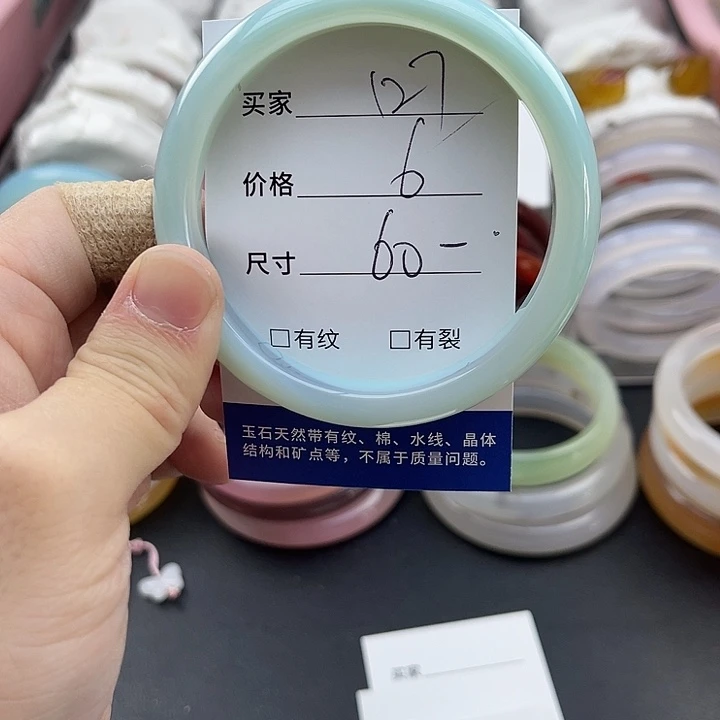 买家 127
价格 6
尺寸 60 -
□有纹 □有裂
玉石天然带有纹、棉、水线、晶体
结构和矿点等，不属于质量问题。
买家